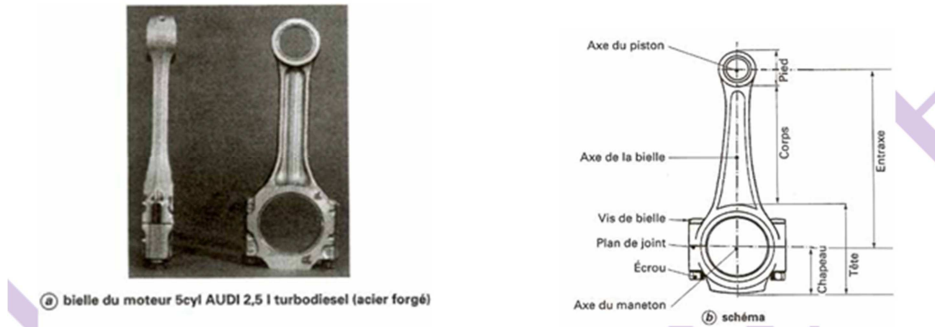 Axe du piston
Pied
Corps
Entraxe
Axe de la bielle
Vis de bielle
Plan de joint
Écrou
Chapeau
Tête
Axe du maneton
ⓐ bielle du moteur 5cyl AUDI 2,5 l turbodiesel (acier forgé)
ⓑ schéma